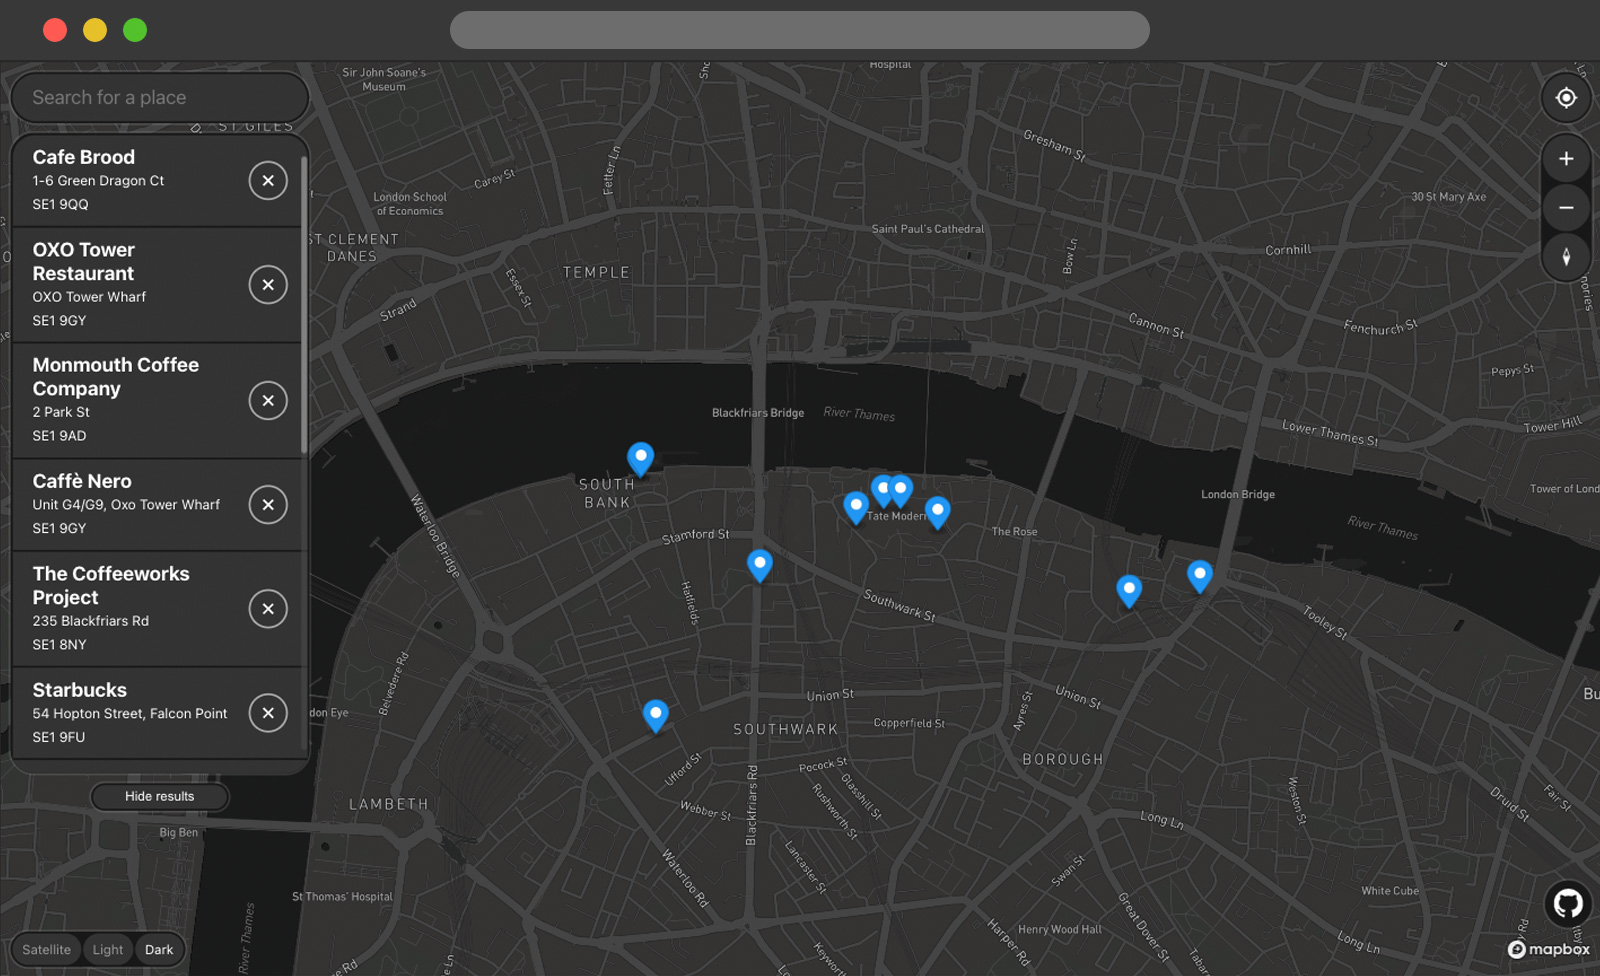 Search for a place
Cafe Brood
1-6 Green Dragon Ct
SE1 9QQ
OXO Tower
Restaurant
OXO Tower Wharf
SE1 9GY
Monmouth Coffee
Company
2 Park St
SE1 9AD
Caffè Nero
Unit G4/G9, Oxo Tower Wharf
SE1 9GY
The Coffeeworks
Project
235 Blackfriars Rd
SE1 8NY
Starbucks
54 Hopton Street, Falcon Point
SE1 9FU
Hide results
Satellite
Light
Dark
Sir John Soane's
Museum
Hospital
ST GILES
Gresham St
Fetter Ln
Carey St
London School
of Economics
30 St Mary Axe
Saint Paul's Cathedral
ST CLEMENT
DANES
Bow Ln
Cornhill
TEMPLE
Essex St
Strand
Cannon St
Fenchurch St
Pepys St
Blackfriars Bridge
River Thames
Lower Thames St
Tower Hill
SOUTH
BANK
London Bridge
Tower of Lond
Waterloo Bridge
Tate Modern
The Rose
River Thames
Stamford St
Hatfields
Southwark St
Tooley St
Belvedere Rd
don Eye
Union St
Union St
Ayres St
SOUTHWARK
Copperfield St
Bu
BOROUGH
Ufford St
Pocock St
Glasshill St
Rushworth St
Weston St
Druid St
Fair St
LAMBETH
Webber St
Blackfriars Rd
Long Ln
Big Ben
Lancaster St
Waterloo Rd
Swan St
White Cube
St Thomas' Hospital
River Thames
Great Dover St
Henry Wood Hall
Harper Rd
Long Ln
mapbox